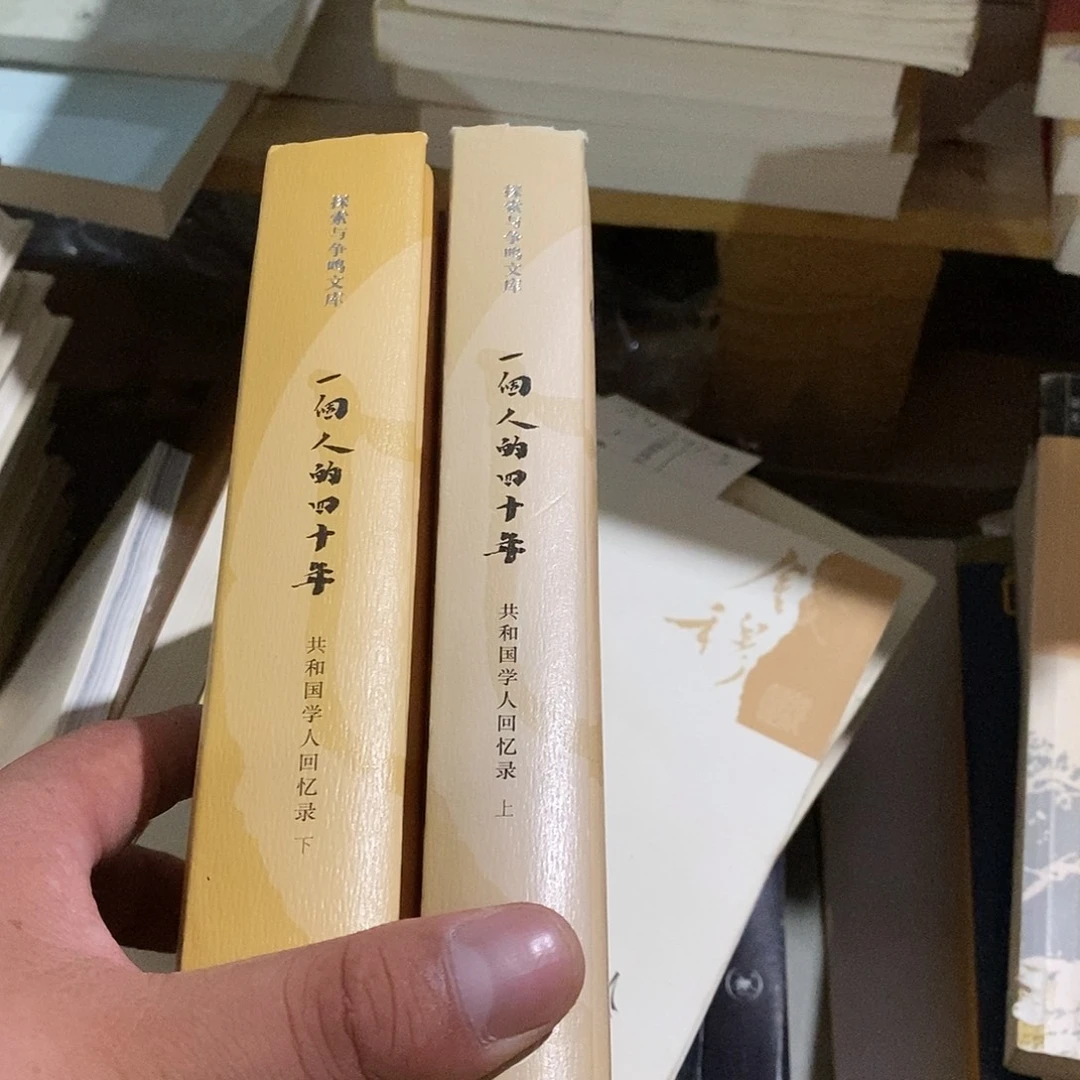 探索与争鸣文库
一個人的四十年
共和国学人回忆录 下
探索与争鸣文库
一個人的四十年
共和国学人回忆录 上